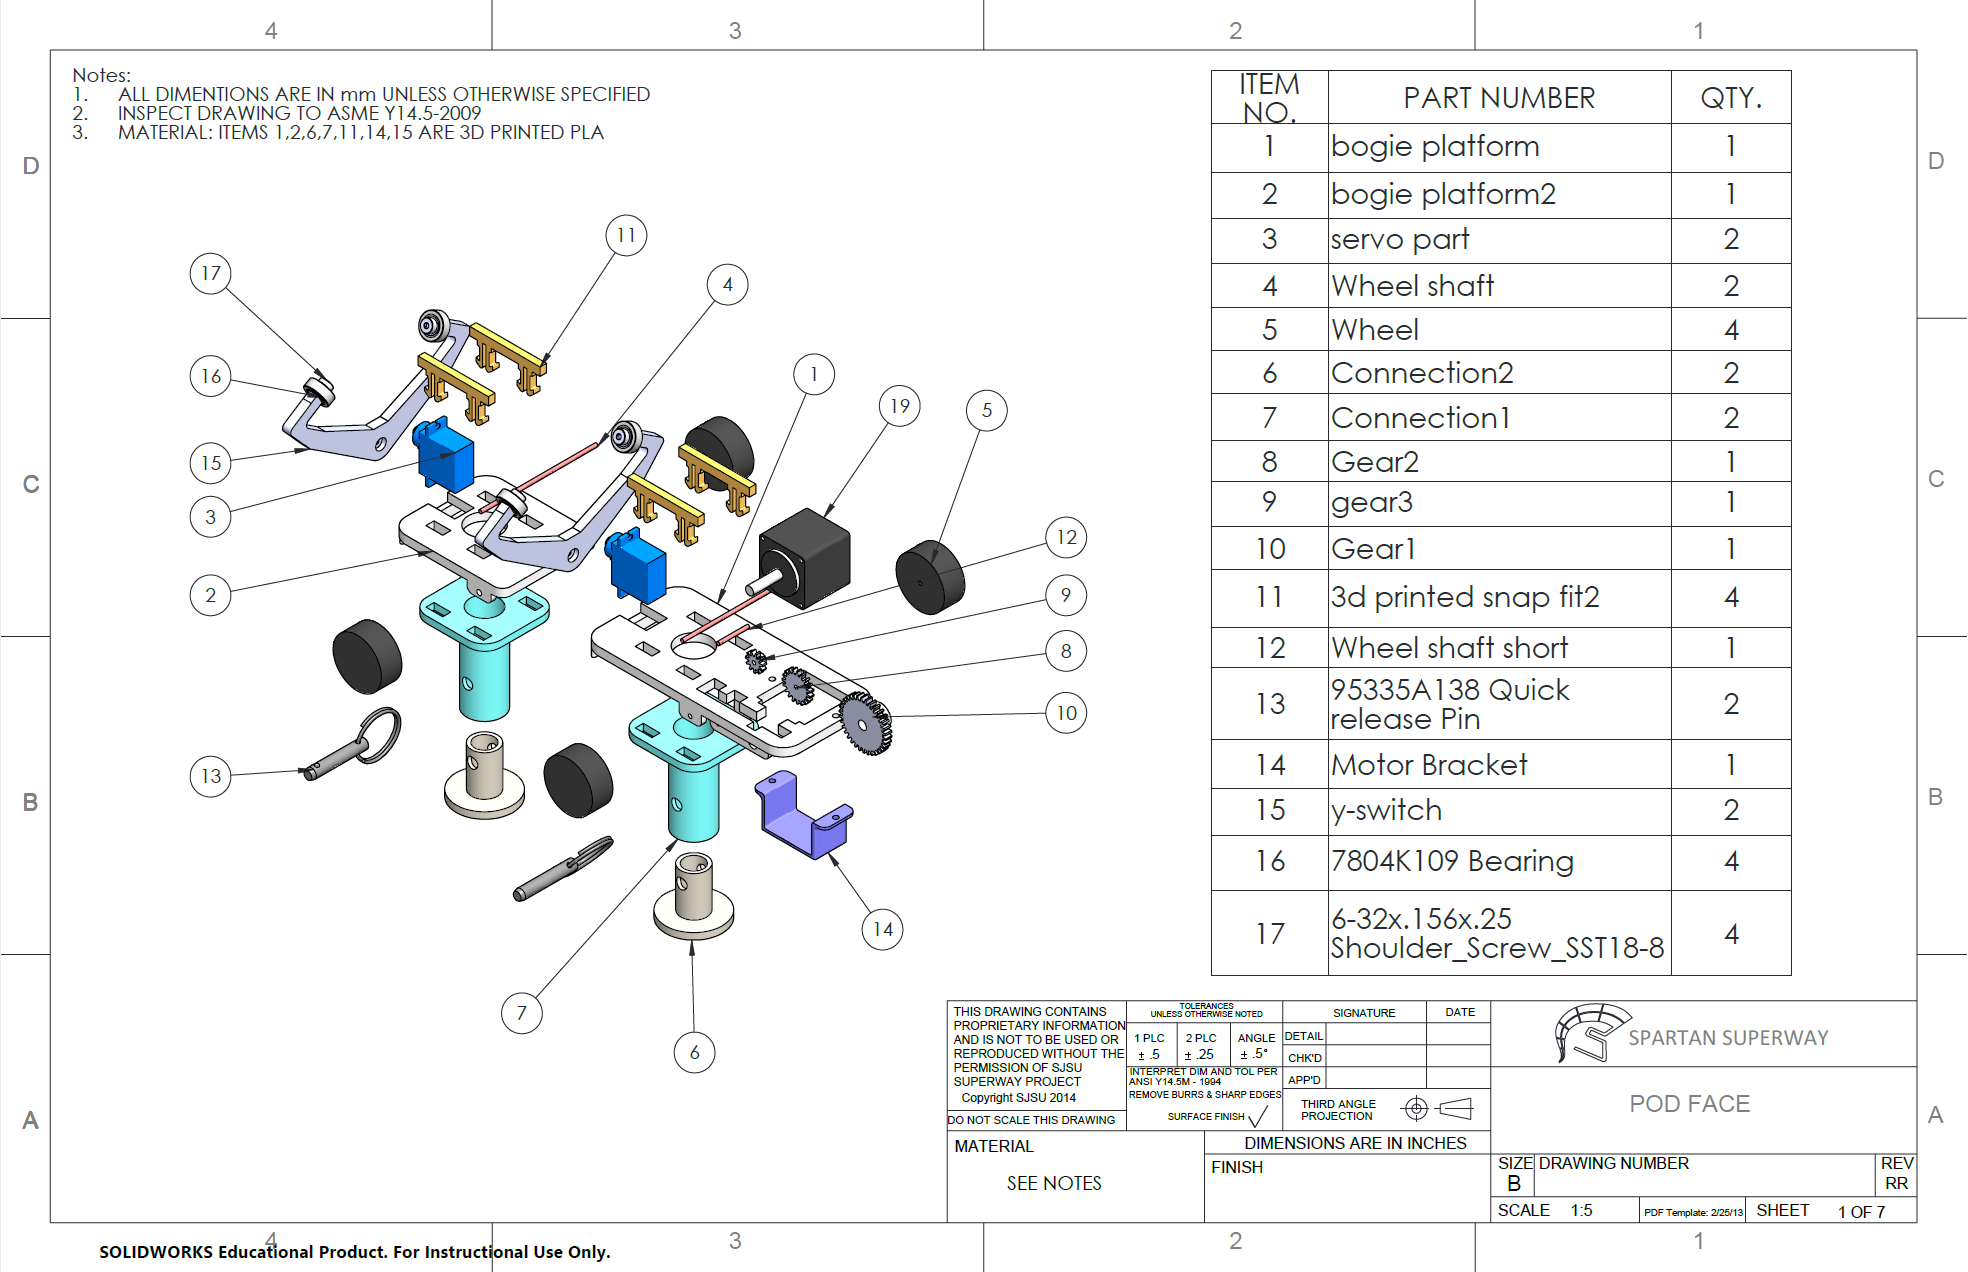 4 3 2 1
Notes:
1. ALL DIMENTIONS ARE IN mm UNLESS OTHERWISE SPECIFIED
2. INSPECT DRAWING TO ASME Y14.5-2009
3. MATERIAL: ITEMS 1,2,6,7,11,14,15 ARE 3D PRINTED PLA
D
C
B
A
17
16
15
3
2
13
11
4
1
19
5
12
9
8
10
14
7
6
ITEM NO. PART NUMBER QTY.
1 bogie platform 1
2 bogie platform2 1
3 servo part 2
4 Wheel shaft 2
5 Wheel 4
6 Connection2 2
7 Connection1 2
8 Gear2 1
9 gear3 1
10 Gear1 1
11 3d printed snap fit2 4
12 Wheel shaft short 1
13 95335A138 Quick
release Pin 2
14 Motor Bracket 1
15 y-switch 2
16 7804K109 Bearing 4
17 6-32x.156x.25
Shoulder_Screw_SST18-8 4
D
C
B
A
THIS DRAWING CONTAINS
PROPRIETARY INFORMATION
AND IS NOT TO BE USED OR
REPRODUCED WITHOUT THE
PERMISSION OF SJSU
SUPERWAY PROJECT
Copyright SJSU 2014
DO NOT SCALE THIS DRAWING
TOLERANCES
UNLESS OTHERWISE NOTED
1 PLC 2 PLC ANGLE
± .5 ± .25 ± .5°
INTERPRET DIM AND TOL PER
ANSI Y14.5M - 1994
REMOVE BURRS & SHARP EDGES
SURFACE FINISH
SIGNATURE DATE
DETAIL
CHK'D
APP'D
THIRD ANGLE
PROJECTION
DIMENSIONS ARE IN INCHES
MATERIAL
SEE NOTES
FINISH
SPARTAN SUPERWAY
POD FACE
SIZE DRAWING NUMBER REV
B RR
SCALE 1:5 PDF Template: 2/25/13 SHEET 1 OF 7
4 3 2 1
SOLIDWORKS Educational Product. For Instructional Use Only.